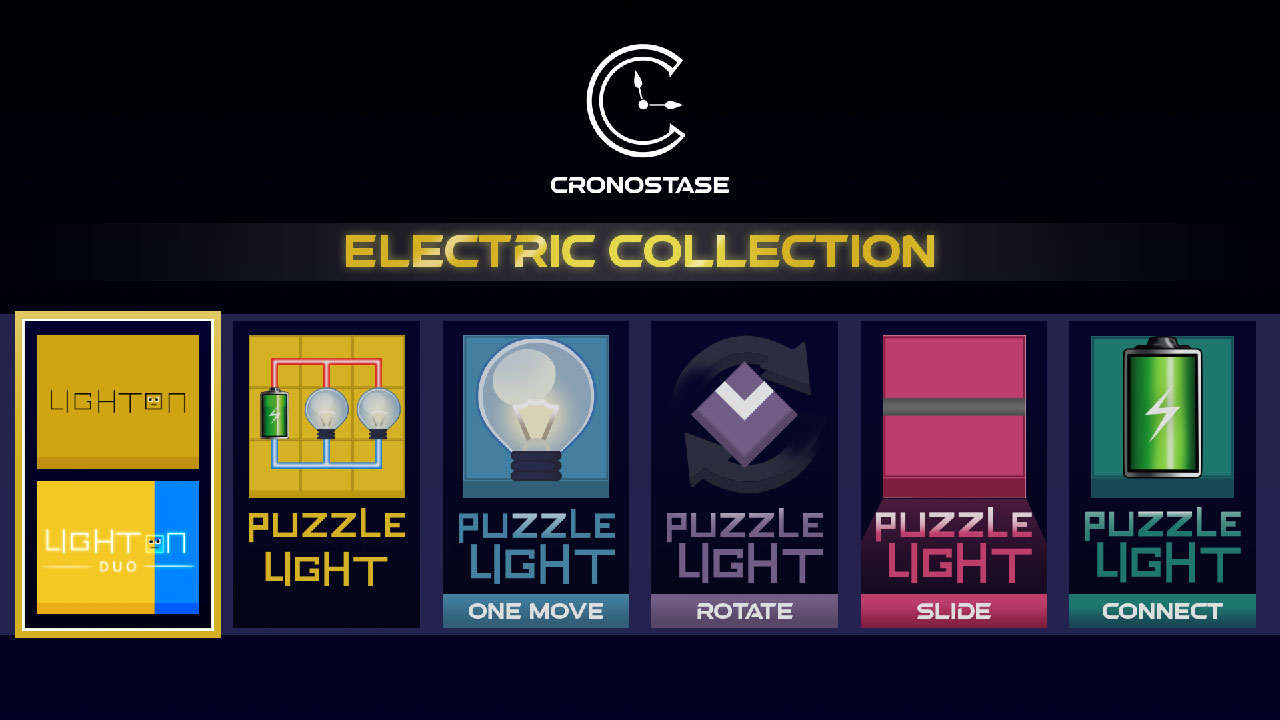 CRONOSTASE
ELECTRIC COLLECTION
LIGHTON
LIGHTON
DUO
PUZZLE
LIGHT
PUZZLE
LIGHT
ONE MOVE
PUZZLE
LIGHT
ROTATE
PUZZLE
LIGHT
SLIDE
PUZZLE
LIGHT
CONNECT